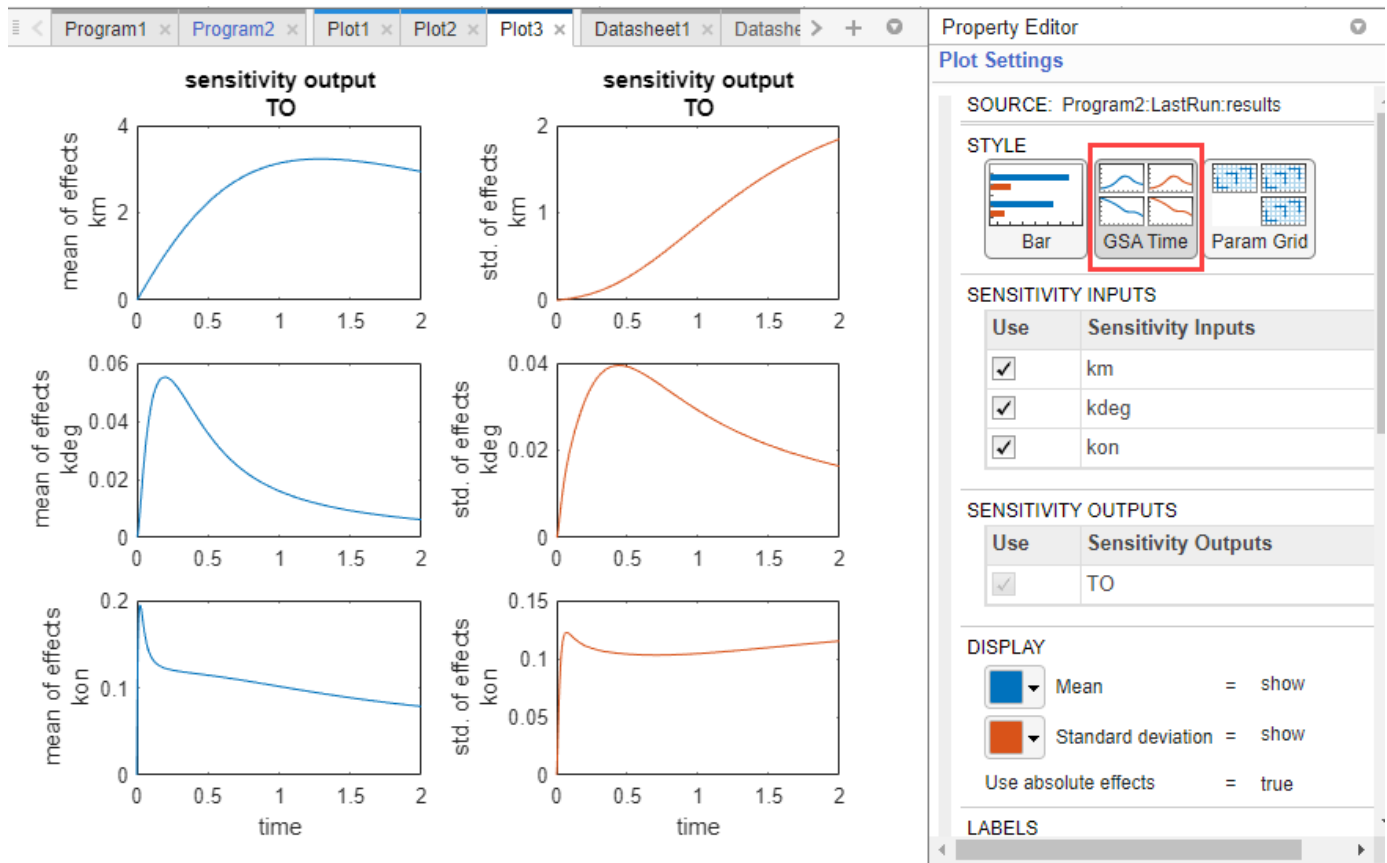 Program1 × Program2 × Plot1 × Plot2 × Plot3 × Datasheet1 × Datashe > +
sensitivity output
TO
mean of effects
km
4
2
0
0 0.5 1 1.5 2
sensitivity output
TO
std. of effects
km
2
1
0
0 0.5 1 1.5 2
mean of effects
kdeg
0.06
0.04
0.02
0
0 0.5 1 1.5 2
std. of effects
kdeg
0.04
0.02
0
0 0.5 1 1.5 2
mean of effects
kon
0.2
0.1
0
0 0.5 1 1.5 2
time
std. of effects
kon
0.15
0.1
0.05
0
0 0.5 1 1.5 2
time
Property Editor
Plot Settings
SOURCE: Program2:LastRun:results
STYLE
Bar GSA Time Param Grid
SENSITIVITY INPUTS
Use Sensitivity Inputs
km
kdeg
kon
SENSITIVITY OUTPUTS
Use Sensitivity Outputs
TO
DISPLAY
Mean = show
Standard deviation = show
Use absolute effects = true
LABELS